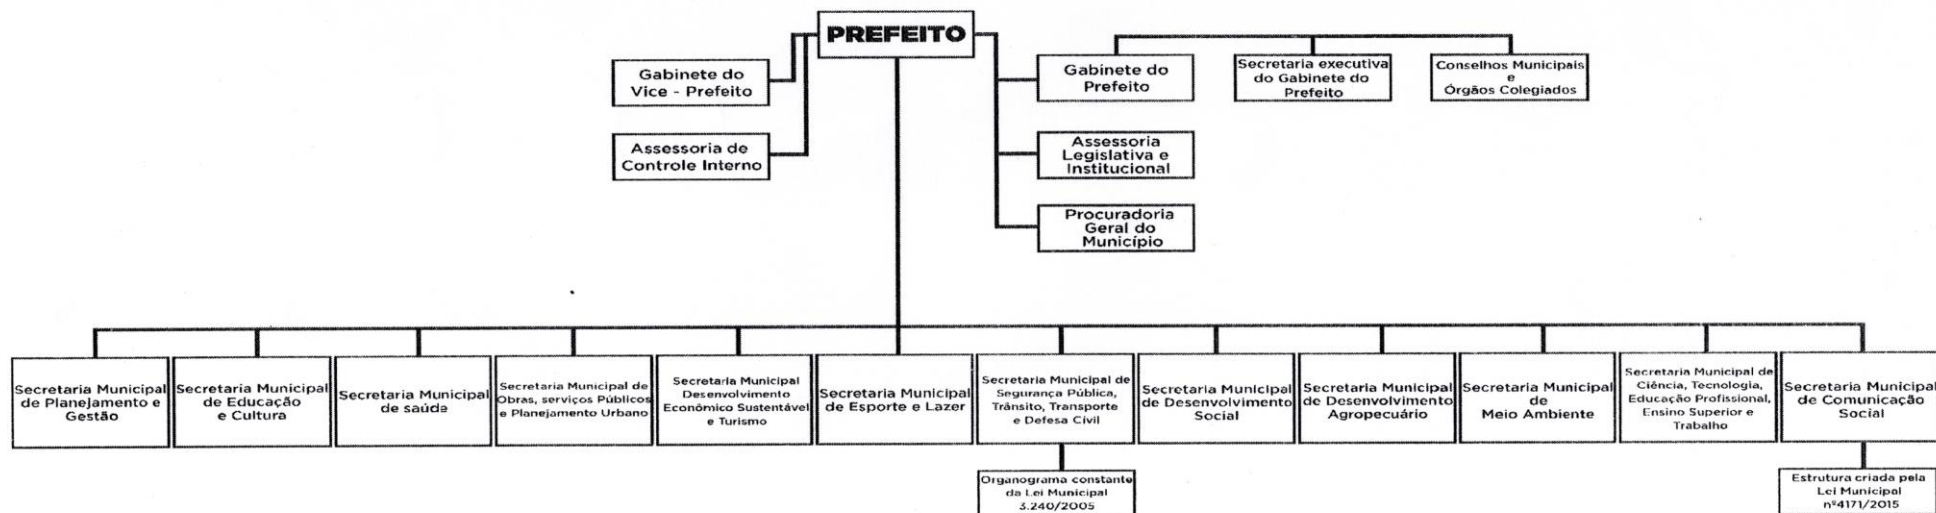 PREFEITO
Gabinete do
Vice - Prefeito
Assessoria de
Controle Interno
Gabinete do
Prefeito
Secretaria executiva
do Gabinete do
Prefeito
Conselhos Municipais
e
Órgãos Colegiados
Assessoria
Legislativa e
Institucional
Procuradoria
Geral do
Município
Secretaria Municipal
de Planejamento e
Gestão
Secretaria Municipal
de Educação
e Cultura
Secretaria Municipal
de saúde
Secretaria Municipal de
Obras, serviços Públicos
e Planejamento Urbano
Secretaria Municipal
Desenvolvimento
Econômico Sustentável
e Turismo
Secretaria Municipal
de Esporte e Lazer
Secretaria Municipal de
Segurança Pública,
Trânsito, Transporte
e Defesa Civil
Secretaria Municipal
de Desenvolvimento
Social
Secretaria Municipal
de Desenvolvimento
Agropecuário
Secretaria Municipal
de
Meio Ambiente
Secretaria Municipal de
Ciência, Tecnologia,
Educação Profissional,
Ensino Superior e
Trabalho
Secretaria Municipal
de Comunicação
Social
Organograma constante
da Lei Municipal
3.240/2005
Estrutura criada pela
Lei Municipal
nº4171/2015